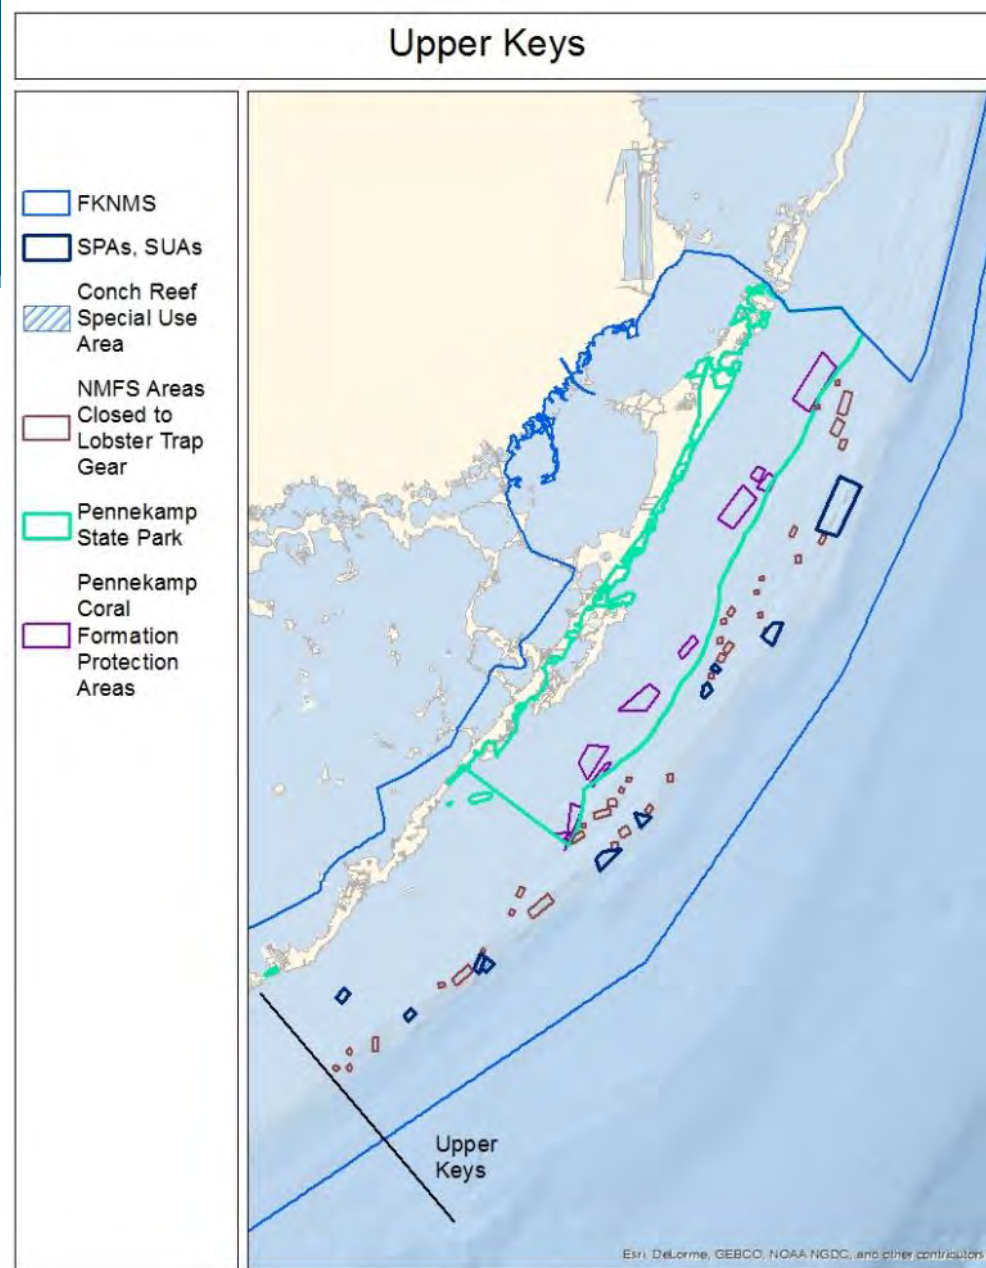 Upper Keys
FKNMS
SPAs, SUAs
Conch Reef
Special Use
Area
NMFS Areas
Closed to
Lobster Trap
Gear
Pennekamp
State Park
Pennekamp
Coral
Formation
Protection
Areas
Upper
Keys
Esri, DeLorme, GEBCO, NOAA NGDC, and other contributors